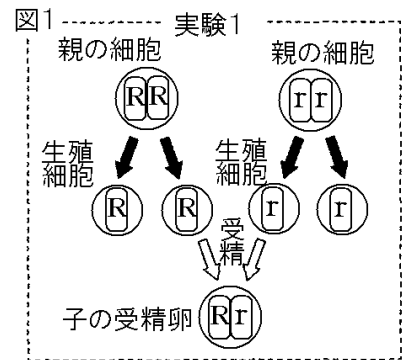 図1 実験1
親の細胞 親の細胞
RR rr
生殖細胞 生殖細胞
R R r r
受精
子の受精卵 Rr